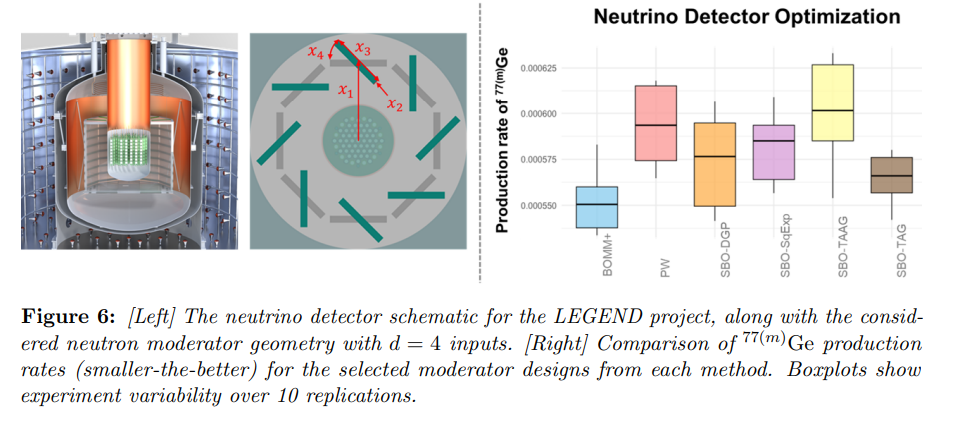 x₄
x₃
x₁
x₂
Neutrino Detector Optimization
Production rate of ⁷⁷⁽ᵐ⁾Ge
0.000625
0.000600
0.000575
0.000550
BOMM+
PW
SBO-DGP
SBO-SqExp
SBO-TAAG
SBO-TAG
Figure 6: [Left] The neutrino detector schematic for the LEGEND project, along with the consid-
ered neutron moderator geometry with d = 4 inputs. [Right] Comparison of ⁷⁷⁽ᵐ⁾Ge production
rates (smaller-the-better) for the selected moderator designs from each method. Boxplots show
experiment variability over 10 replications.